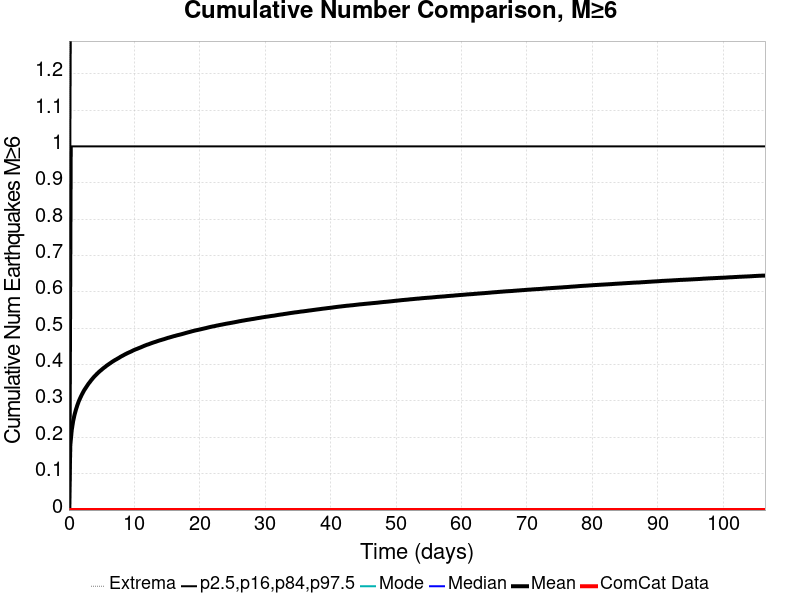 Cumulative Number Comparison, M≥6
Cumulative Num Earthquakes M≥6
1.2
1.1
1
0.9
0.8
0.7
0.6
0.5
0.4
0.3
0.2
0.1
0
0 10 20 30 40 50 60 70 80 90 100
Time (days)
Extrema p2.5,p16,p84,p97.5 Mode Median Mean ComCat Data